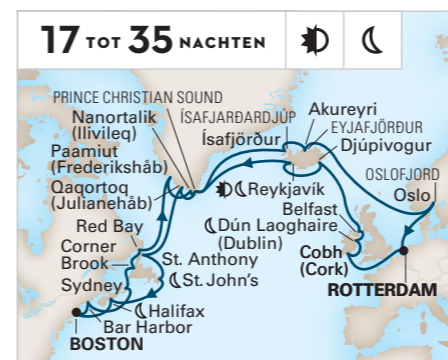 17 TOT 35 NACHTEN
PRINCE CHRISTIAN SOUND
Nanortalik
(Ilivileq)
Paamiut
(Frederikshåb)
Qaqortoq
(Julianehåb)
Red Bay
Corner
Brook
Sydney
ÍSAFJARÐARDJÚP
Ísafjörður
Akureyri
EYJAFJÖRÐUR
Djúpivogur
OSLOFJORD
Oslo
Reykjavík
Belfast
Dún Laoghaire
(Dublin)
Cobh
(Cork)
ROTTERDAM
St. Anthony
St. John's
Halifax
Bar Harbor
BOSTON